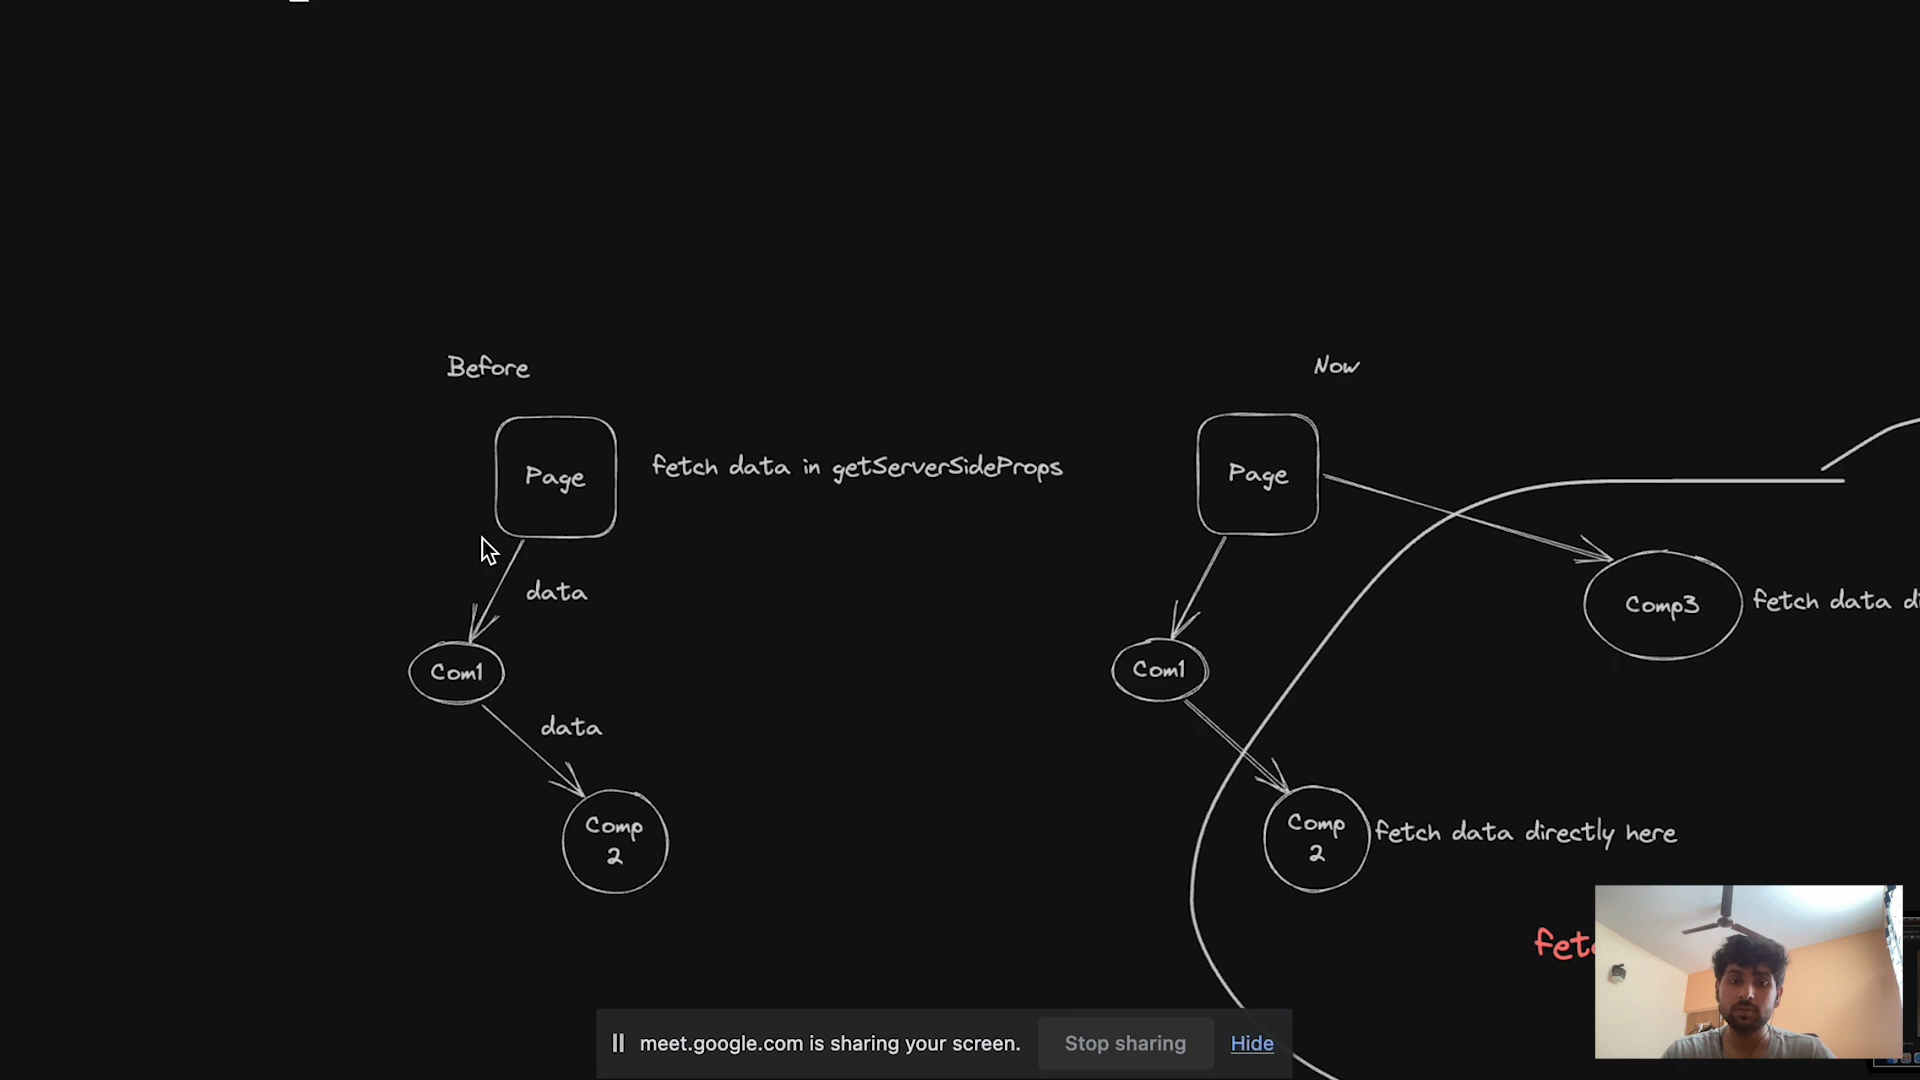 Before
Page
fetch data in getServerSideProps
data
Com1
data
Comp
2
Now
Page
Comp3
fetch data
Com1
Comp
2
fetch data directly here
meet.google.com is sharing your screen.
Stop sharing
Hide